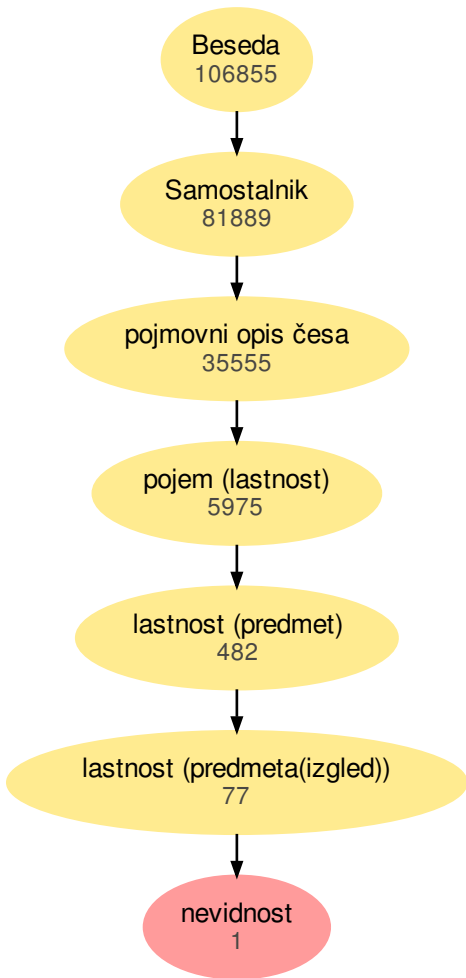 Beseda
106855
Samostalnik
81889
pojmovni opis česa
35555
pojem (lastnost)
5975
lastnost (predmet)
482
lastnost (predmeta(izgled))
77
nevidnost
1